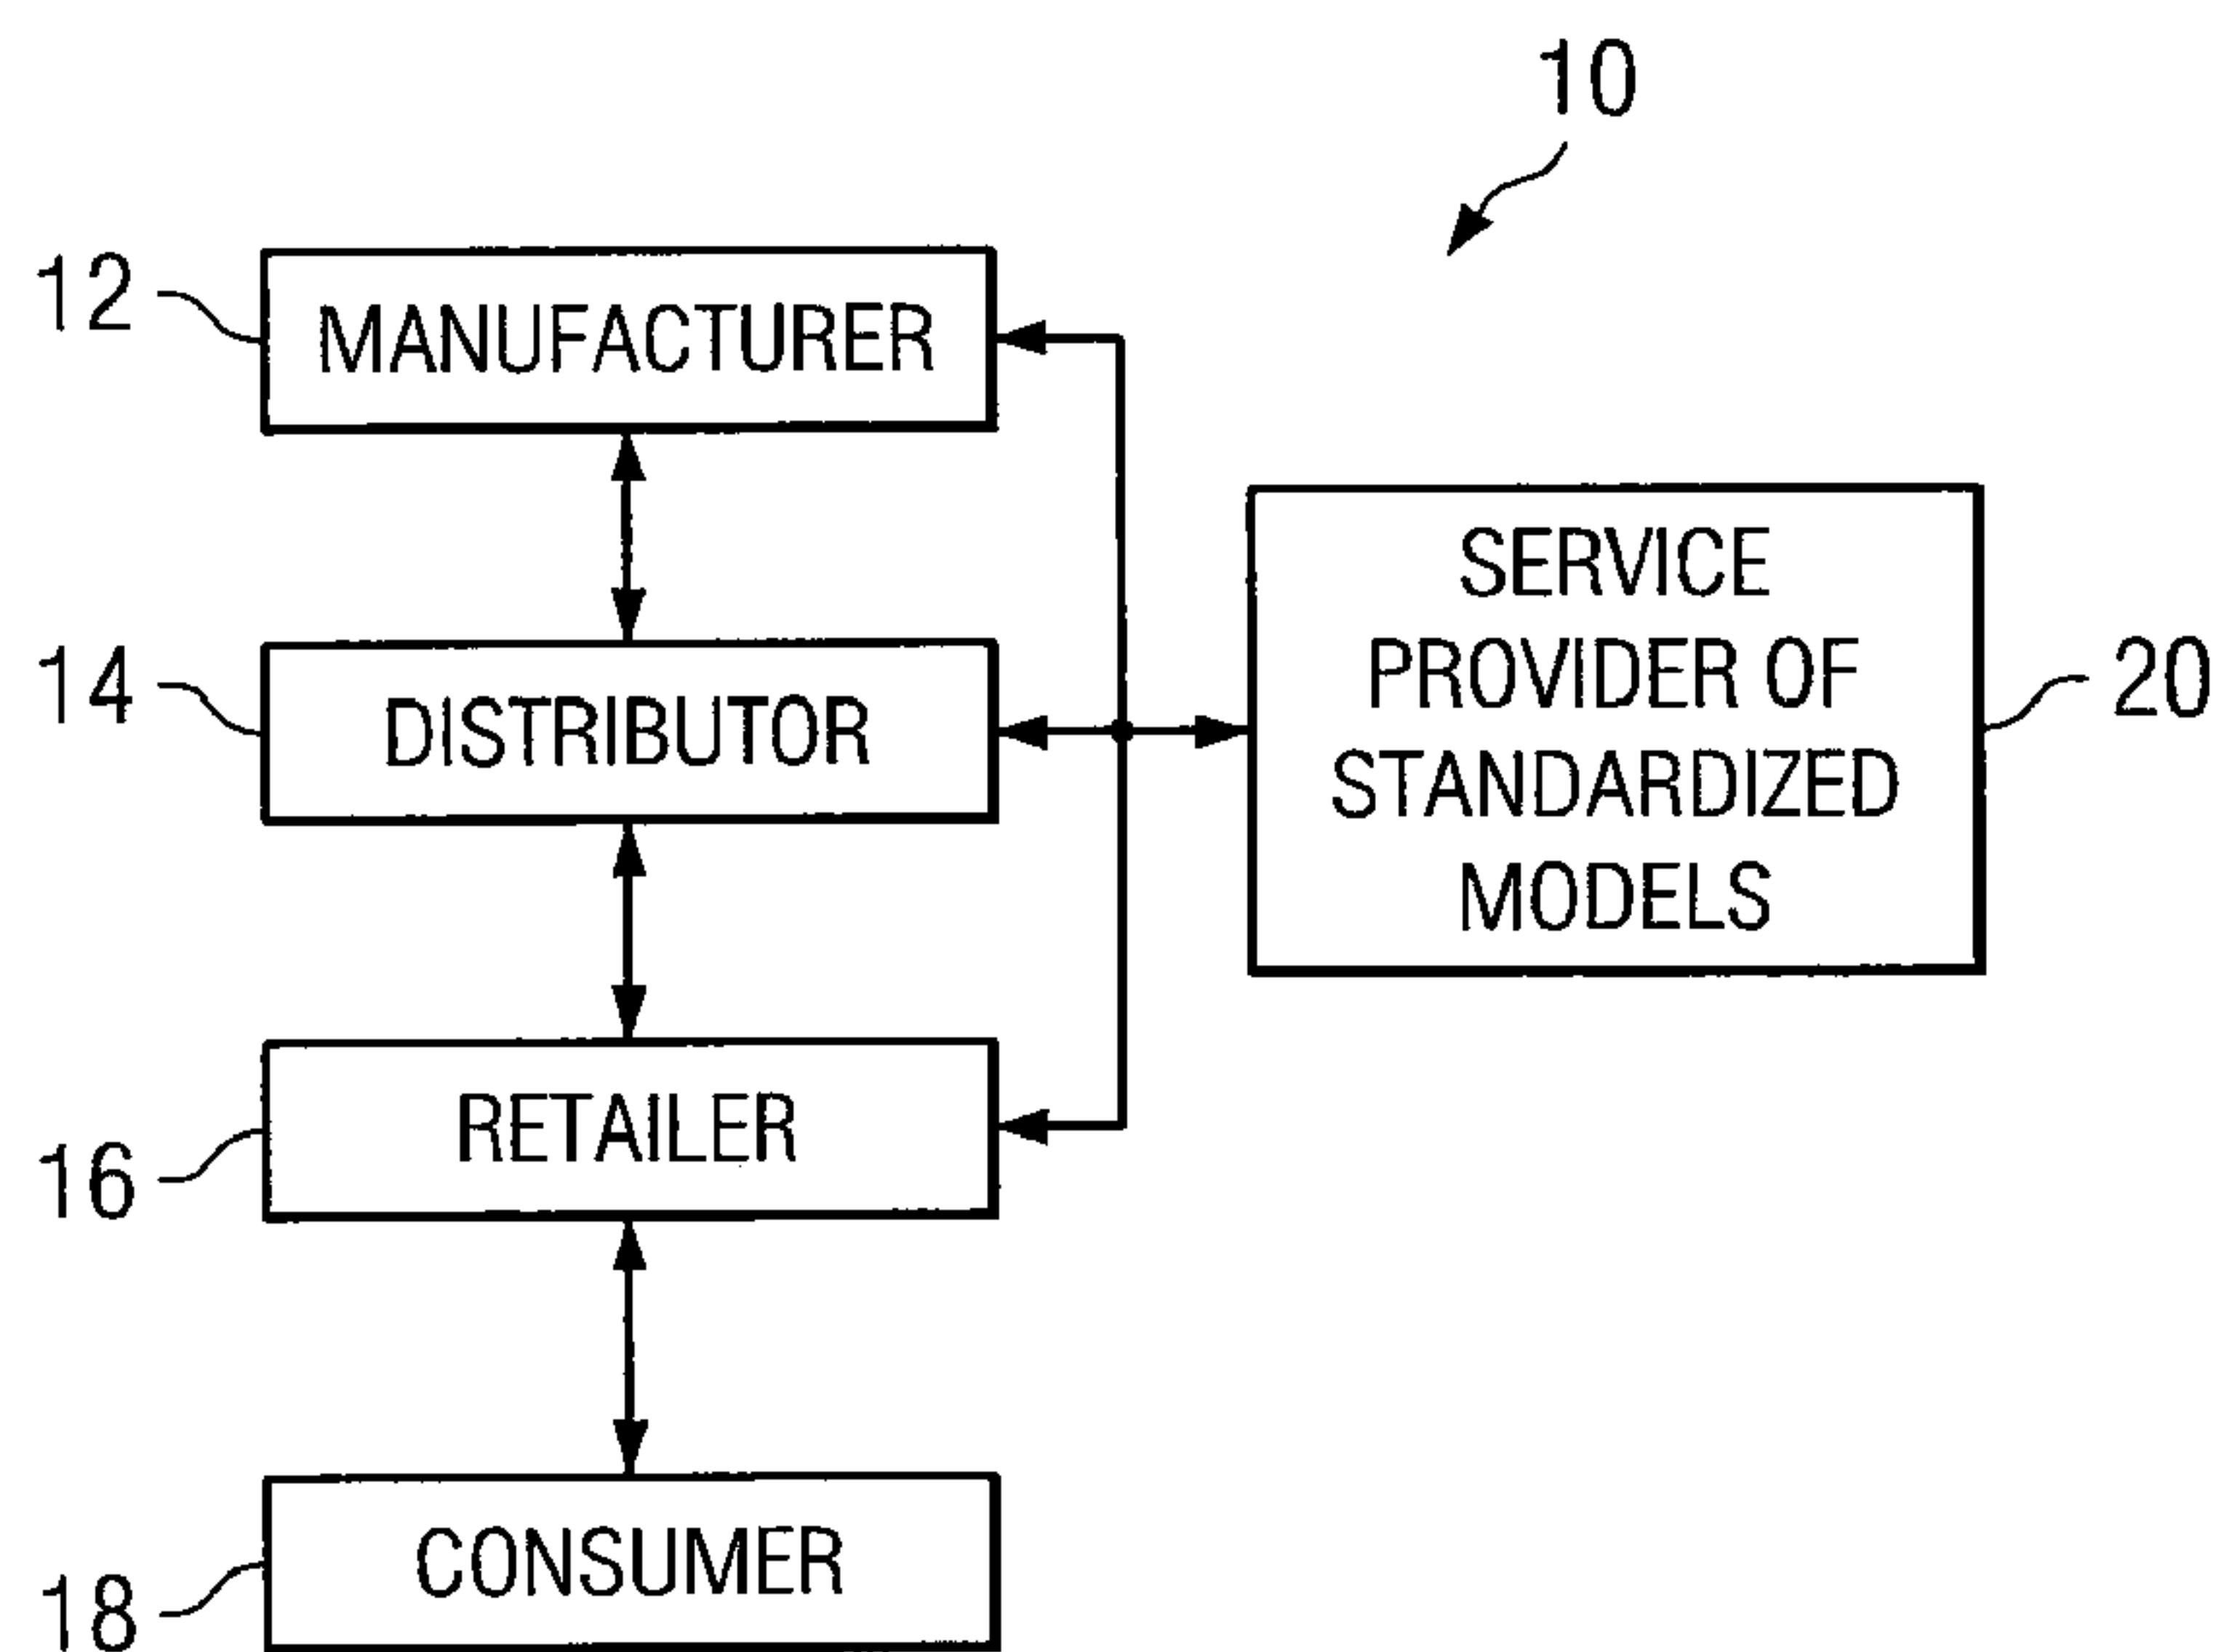 10
12
MANUFACTURER
14
DISTRIBUTOR
SERVICE
PROVIDER OF
STANDARDIZED
MODELS
20
16
RETAILER
18
CONSUMER